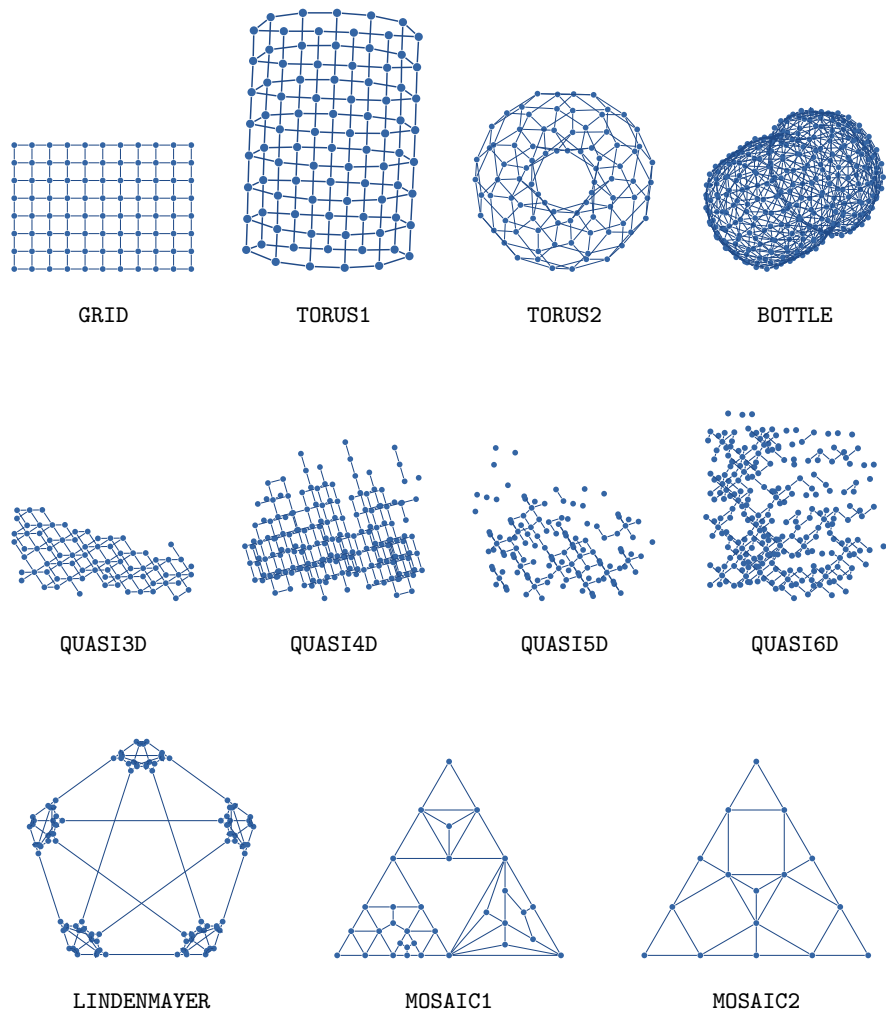 GRID
TORUS1
TORUS2
BOTTLE
QUASI3D
QUASI4D
QUASI5D
QUASI6D
LINDENMAYER
MOSAIC1
MOSAIC2